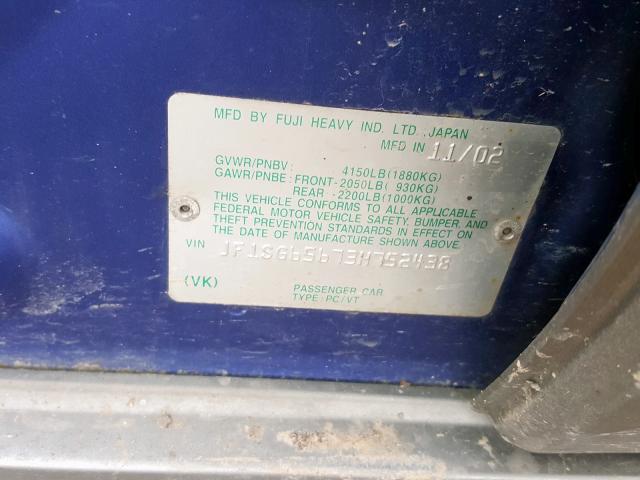 MFD BY FUJI HEAVY IND. LTD. JAPAN
MFD IN 11/02
GVWR/PNBV: 4150LB(1880KG)
GAWR/PNBE: FRONT-2050LB( 930KG)
REAR -2200LB(1000KG)
THIS VEHICLE CONFORMS TO ALL APPLICABLE
FEDERAL MOTOR VEHICLE SAFETY, BUMPER, AND
THEFT PREVENTION STANDARDS IN EFFECT ON
THE DATE OF MANUFACTURE SHOWN ABOVE.
VIN JF1SG65673H752438
(VK) PASSENGER CAR
TYPE: PC/VT